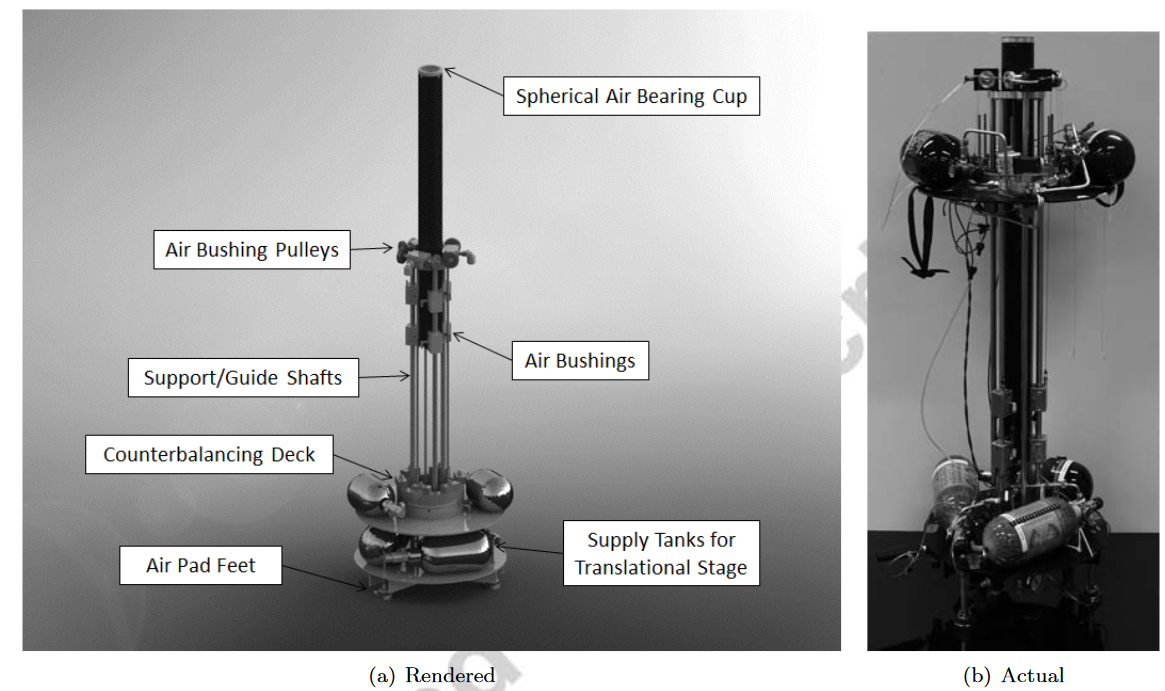 Spherical Air Bearing Cup
Air Bushing Pulleys
Air Bushings
Support/Guide Shafts
Counterbalancing Deck
Supply Tanks for
Translational Stage
Air Pad Feet
(a) Rendered
(b) Actual